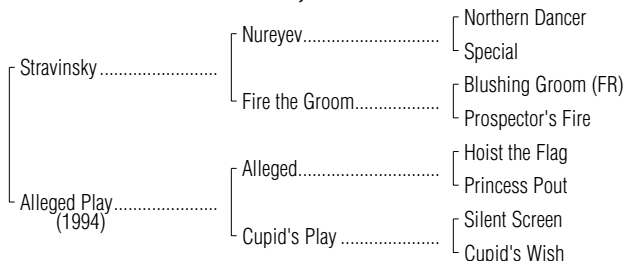 Northern Dancer
Nureyev
Special
Stravinsky
Blushing Groom (FR)
Fire the Groom
Prospector's Fire
Hoist the Flag
Alleged
Princess Pout
Alleged Play
(1994)
Silent Screen
Cupid's Play
Cupid's Wish